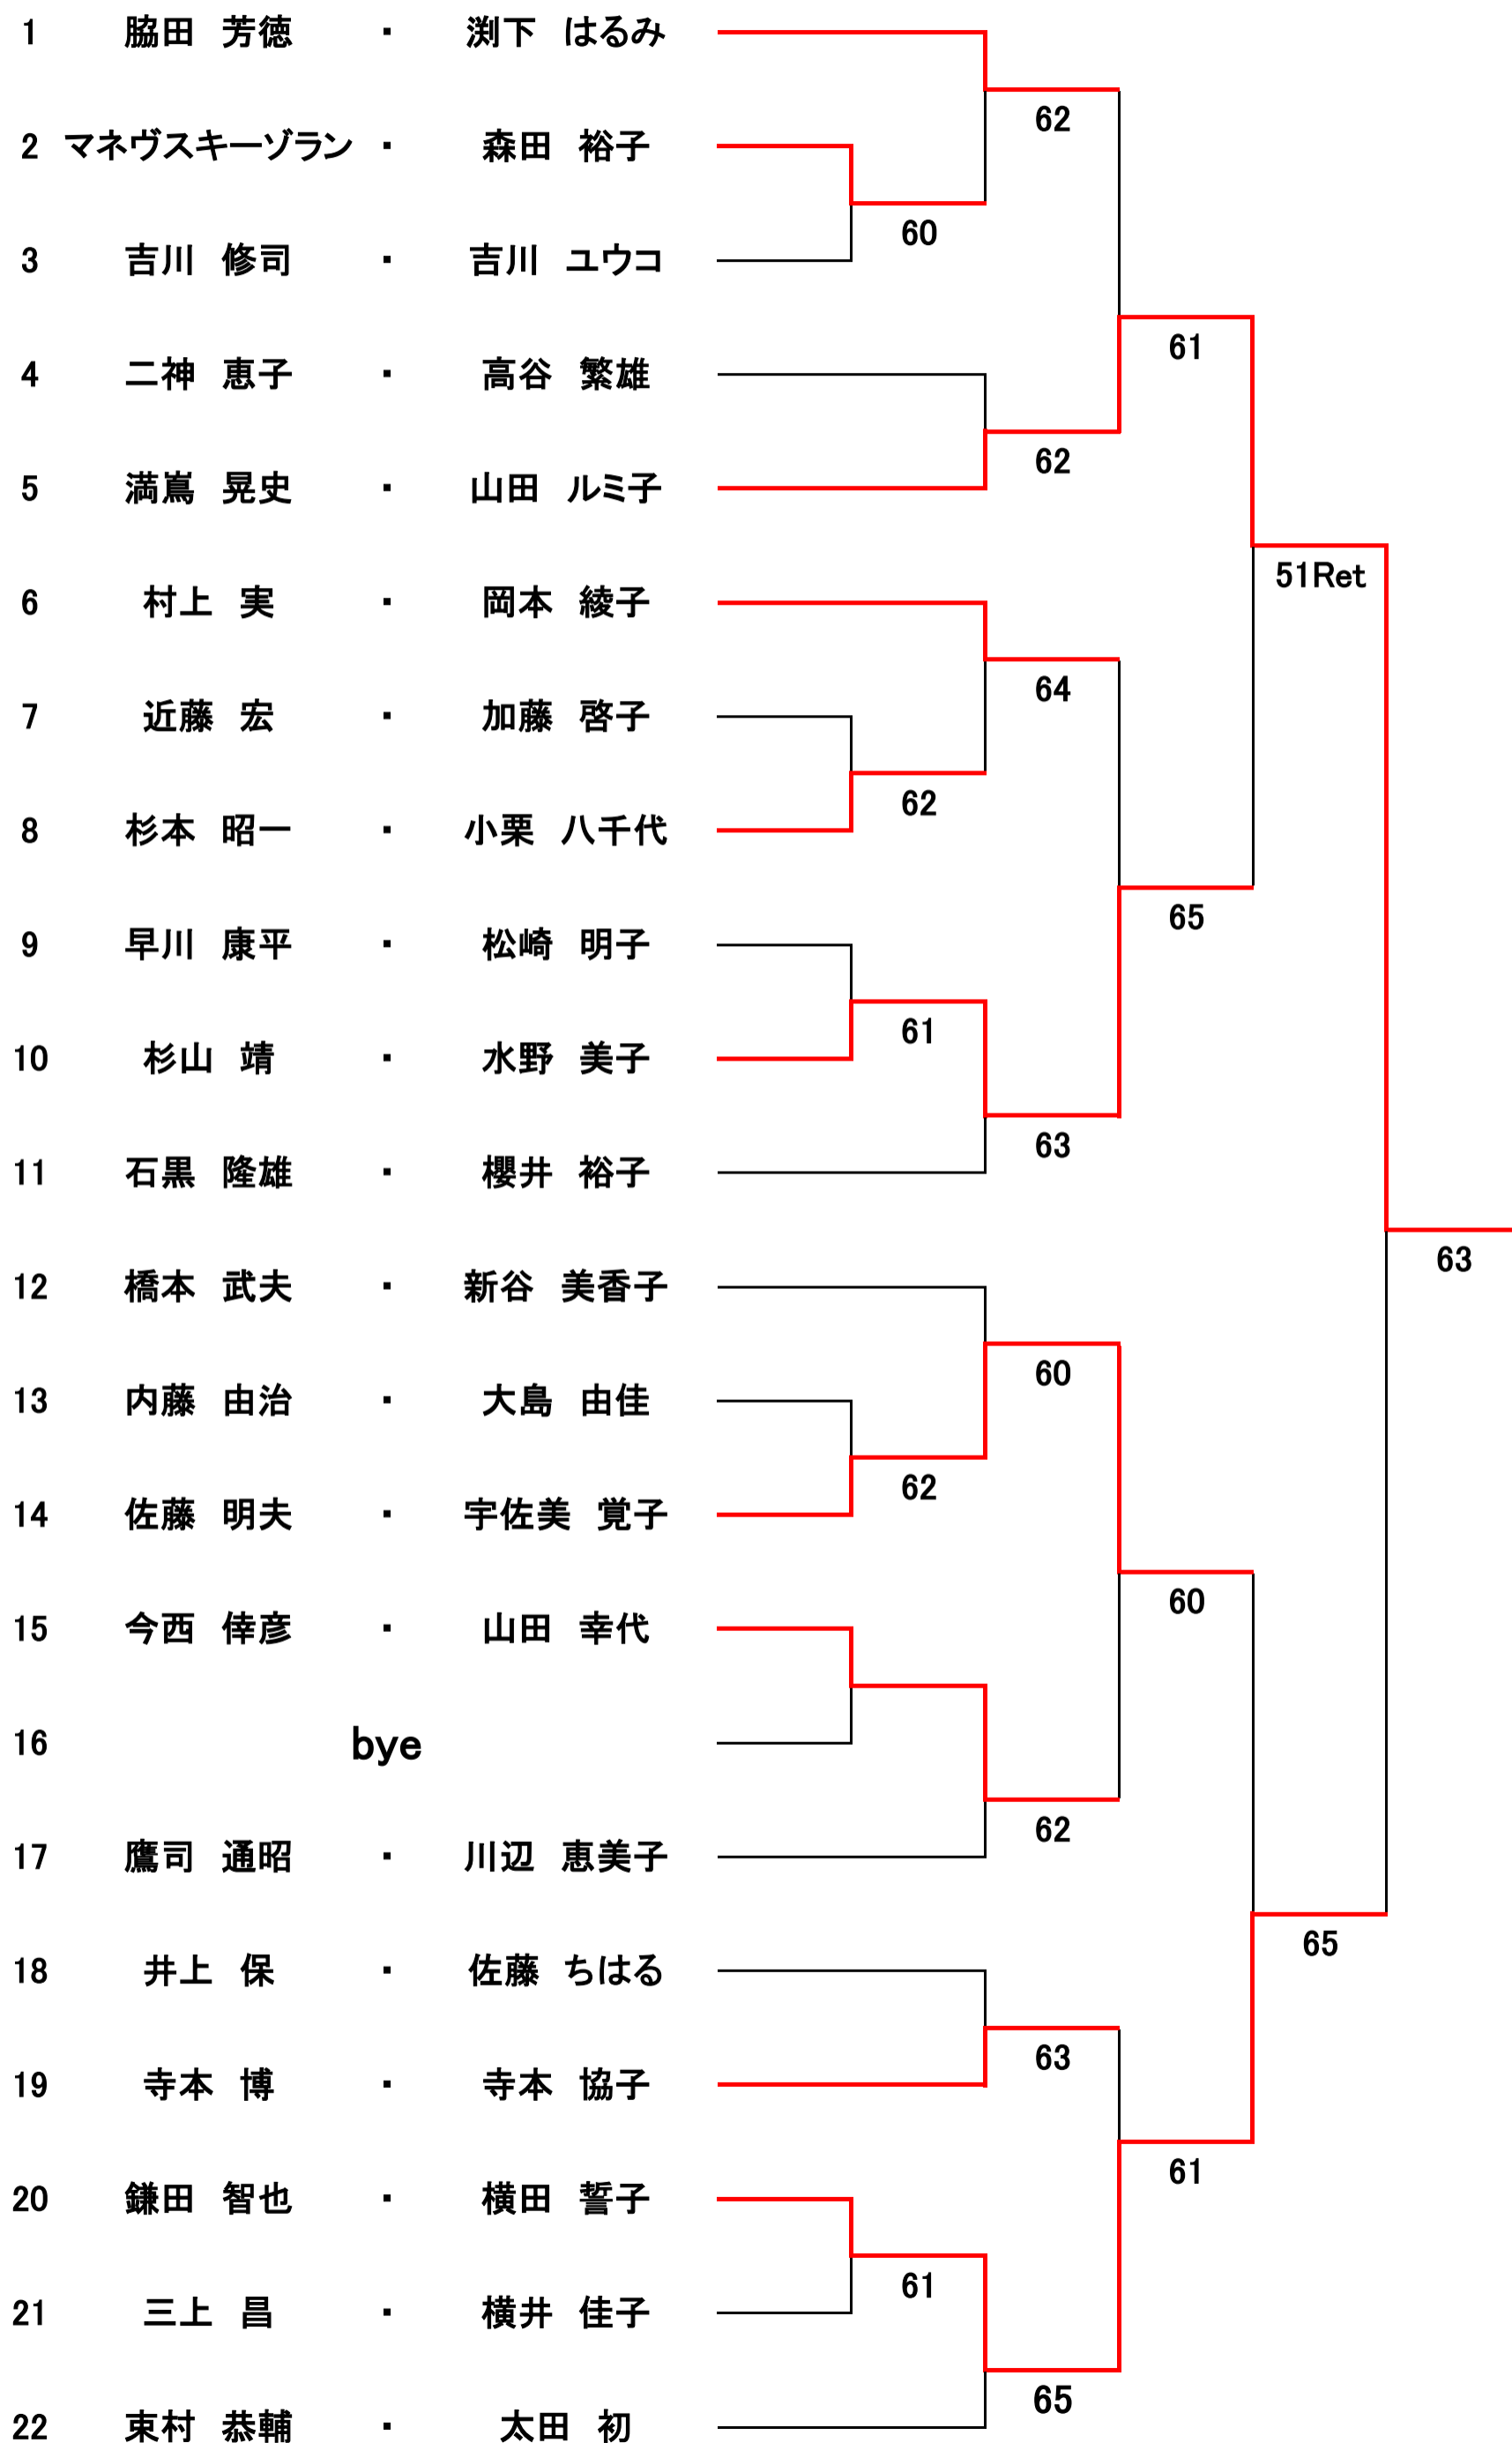 1 脇田 芳徳 ・ 渕下 はるみ
62
2 マネヴスキーゾラン ・ 森田 裕子
60
3 吉川 修司 ・ 吉川 ユウコ
61
4 二神 恵子 ・ 高谷 繁雄
62
5 満嶌 晃史 ・ 山田 ルミ子
51Ret
6 村上 実 ・ 岡本 綾子
64
7 近藤 宏 ・ 加藤 啓子
62
8 杉本 昭一 ・ 小栗 八千代
65
9 早川 康平 ・ 松崎 明子
61
10 杉山 靖 ・ 水野 美子
63
11 石黒 隆雄 ・ 櫻井 裕子
63
12 橋本 武夫 ・ 新谷 美香子
60
13 内藤 由治 ・ 大島 由佳
62
14 佐藤 明夫 ・ 宇佐美 覚子
60
15 今西 倖彦 ・ 山田 幸代
16 bye
62
17 鷹司 通昭 ・ 川辺 恵美子
65
18 井上 保 ・ 佐藤 ちはる
63
19 寺本 博 ・ 寺本 協子
61
20 鎌田 智也 ・ 横田 誓子
61
21 三上 昌 ・ 横井 佳子
65
22 東村 恭輔 ・ 太田 初